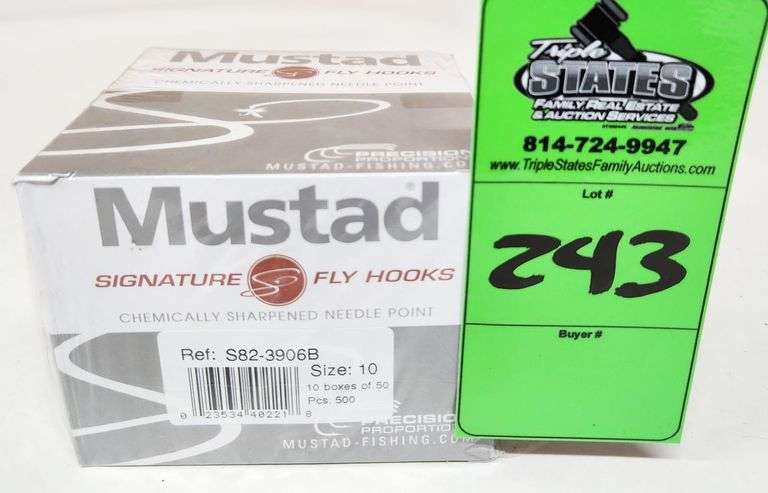 Mustad
SIGNATURE FLY HOOKS
CHEMICALLY SHARPENED NEEDLE POINT
PRECISION
PROPORTION
MUSTAD-FISHING.CO
Mustad
SIGNATURE FLY HOOKS
CHEMICALLY SHARPENED NEEDLE POINT
Ref: S82-3906B
Size: 10
10 boxes of 50
Pcs: 500
0 23534 40221 8
PRECISION
PROPORTION
MUSTAD-FISHING.COM
Triple
STATES
FAMILY REAL ESTATE
& AUCTION SERVICES
814-724-9947
www.TripleStatesFamilyAuctions.com
Lot #
243
Buyer #